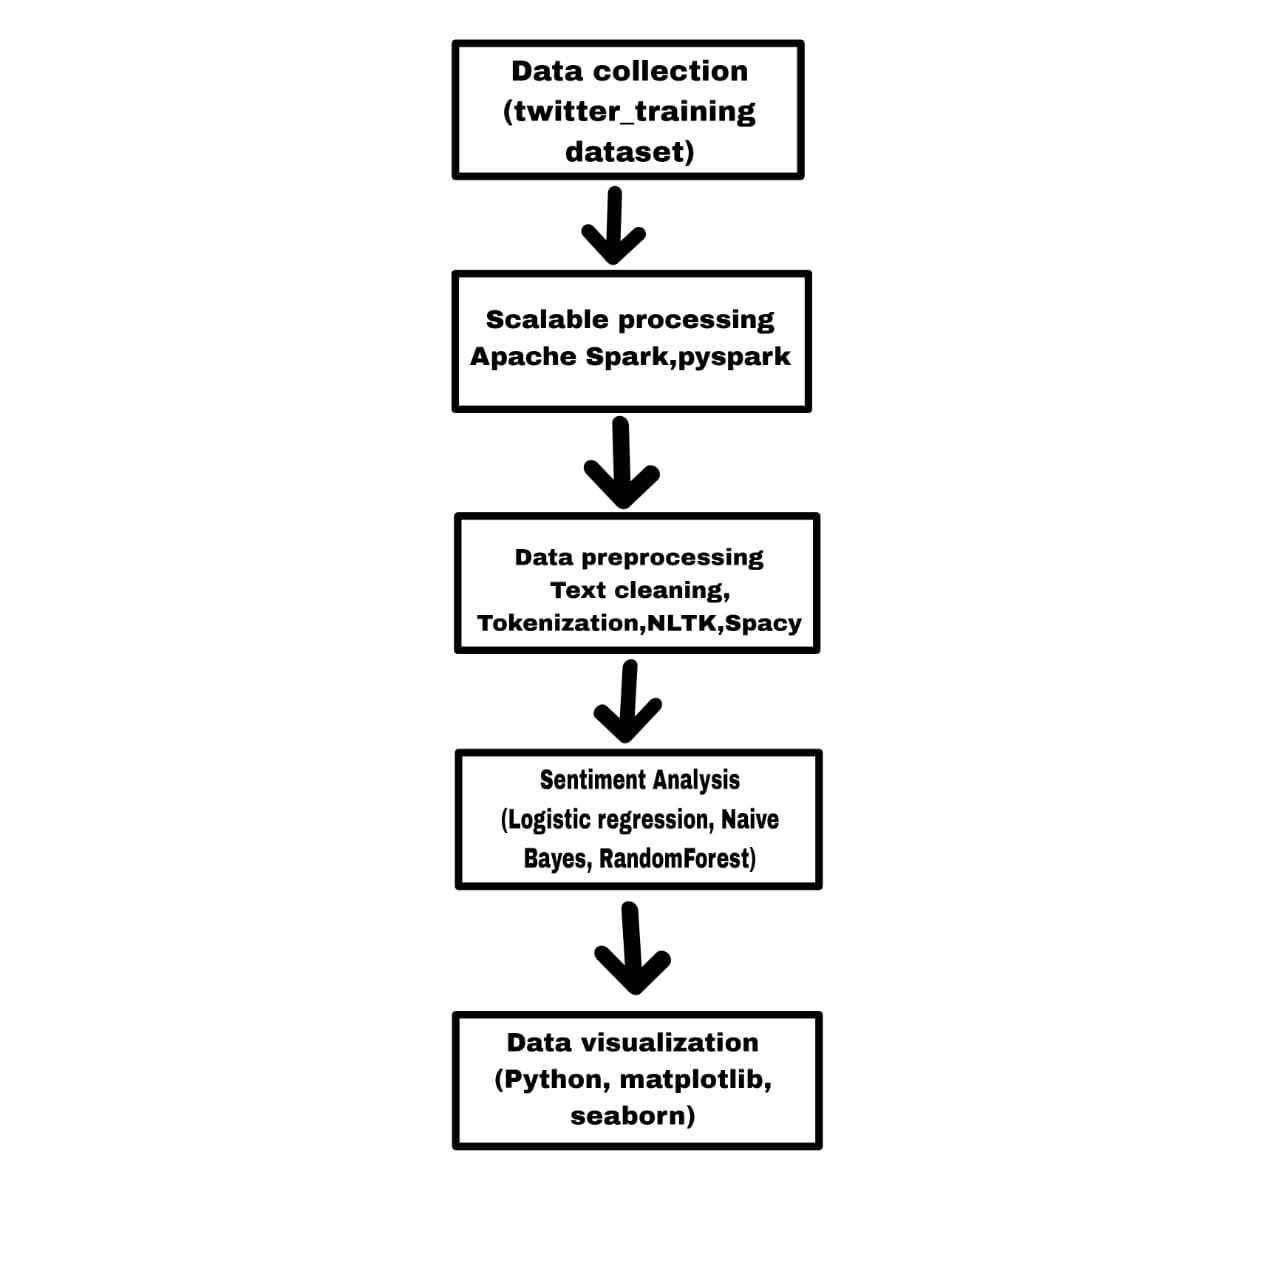 Data collection
(twitter_training
dataset)
Scalable processing
Apache Spark,pyspark
Data preprocessing
Text cleaning,
Tokenization,NLTK,Spacy
Sentiment Analysis
(Logistic regression, Naive
Bayes, RandomForest)
Data visualization
(Python, matplotlib,
seaborn)